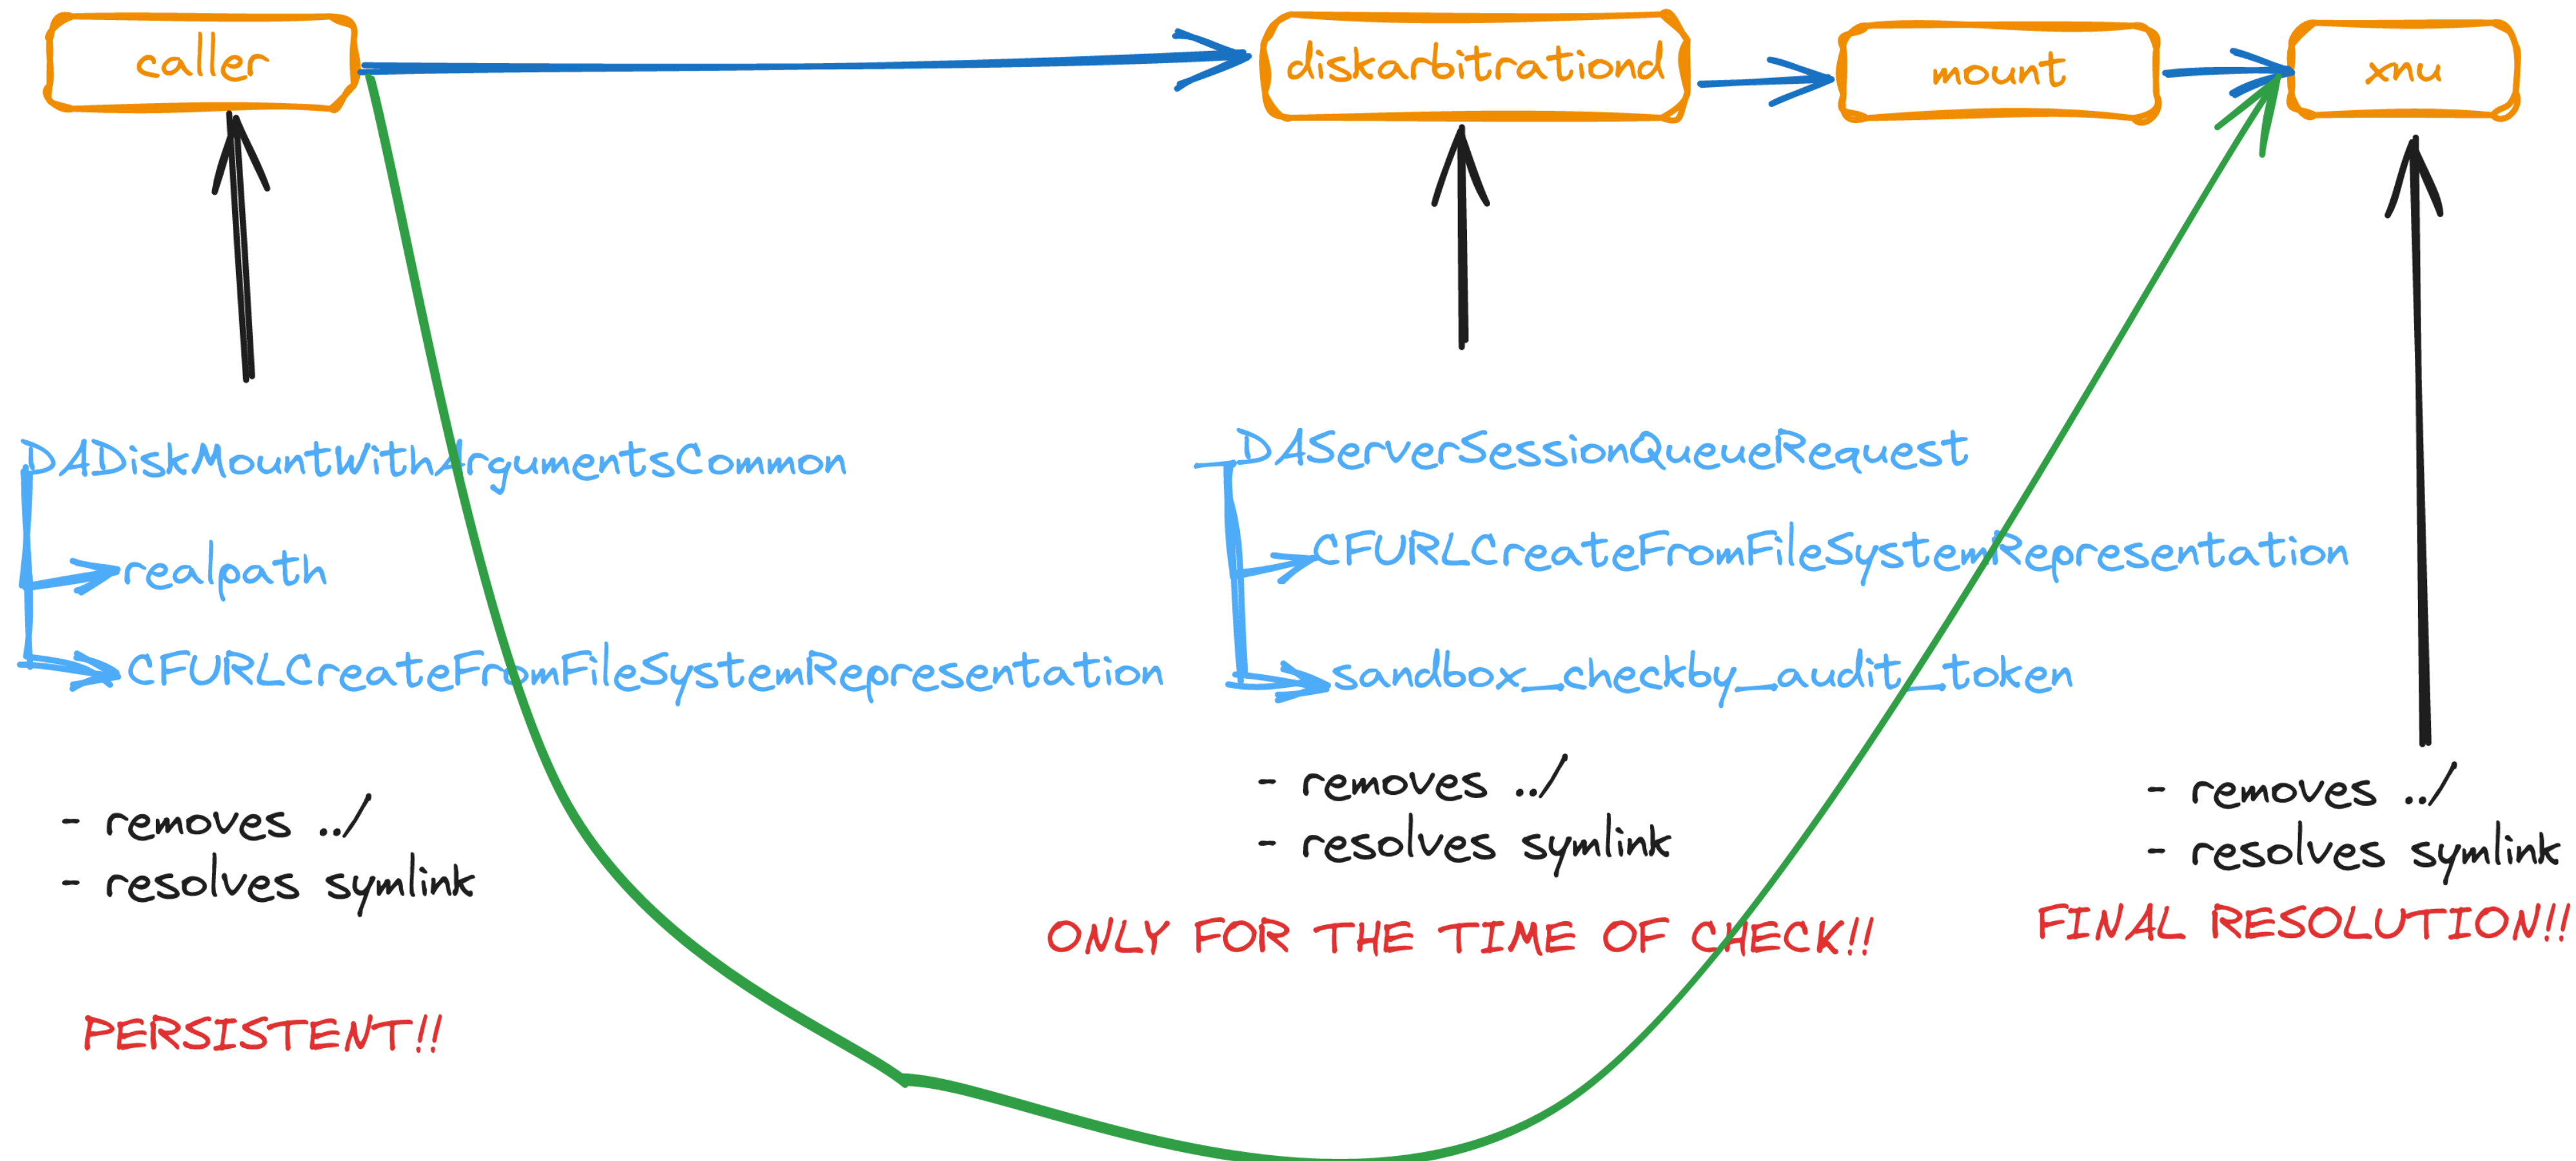 caller
diskarbitrationd
mount
xnu
DADiskMountWithArgumentsCommon
realpath
CFURLCreateFromFileSystemRepresentation
- removes ../
- resolves symlink
PERSISTENT!!
_DAServerSessionQueueRequest
CFURLCreateFromFileSystemRepresentation
sandbox_checkby_audit_token
- removes ../
- resolves symlink
ONLY FOR THE TIME OF CHECK!!
- removes ../
- resolves symlink
FINAL RESOLUTION!!